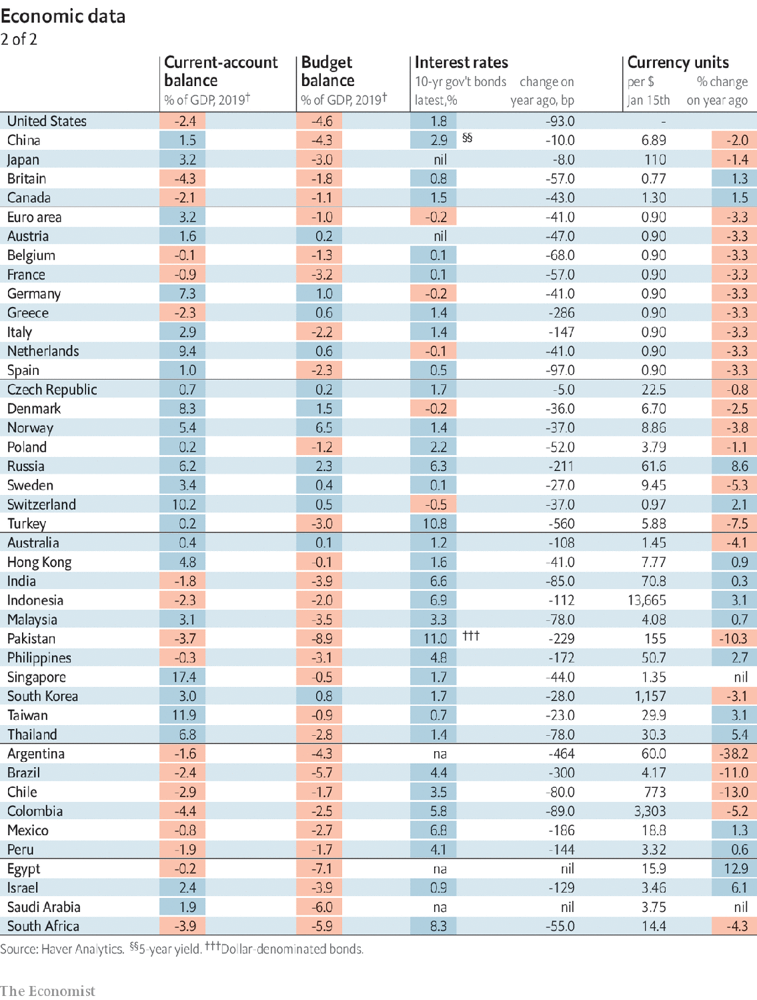 Economic data
2 of 2
Current-account Budget Interest rates Currency units
balance balance 10-yr gov't bonds change on per $ % change
% of GDP, 2019† % of GDP, 2019† latest,% year ago, bp Jan 15th on year ago
United States -2.4 -4.6 1.8 -93.0 -
China 1.5 -4.3 2.9 §§ -10.0 6.89 -2.0
Japan 3.2 -3.0 nil -8.0 110 -1.4
Britain -4.3 -1.8 0.8 -57.0 0.77 1.3
Canada -2.1 -1.1 1.5 -43.0 1.30 1.5
Euro area 3.2 -1.0 -0.2 -41.0 0.90 -3.3
Austria 1.6 0.2 nil -47.0 0.90 -3.3
Belgium -0.1 -1.3 0.1 -68.0 0.90 -3.3
France -0.9 -3.2 0.1 -57.0 0.90 -3.3
Germany 7.3 1.0 -0.2 -41.0 0.90 -3.3
Greece -2.3 0.6 1.4 -286 0.90 -3.3
Italy 2.9 -2.2 1.4 -147 0.90 -3.3
Netherlands 9.4 0.6 -0.1 -41.0 0.90 -3.3
Spain 1.0 -2.3 0.5 -97.0 0.90 -3.3
Czech Republic 0.7 0.2 1.7 -5.0 22.5 -0.8
Denmark 8.3 1.5 -0.2 -36.0 6.70 -2.5
Norway 5.4 6.5 1.4 -37.0 8.86 -3.8
Poland 0.2 -1.2 2.2 -52.0 3.79 -1.1
Russia 6.2 2.3 6.3 -211 61.6 8.6
Sweden 3.4 0.4 0.1 -27.0 9.45 -5.3
Switzerland 10.2 0.5 -0.5 -37.0 0.97 2.1
Turkey 0.2 -3.0 10.8 -560 5.88 -7.5
Australia 0.4 0.1 1.2 -108 1.45 -4.1
Hong Kong 4.8 -0.1 1.6 -41.0 7.77 0.9
India -1.8 -3.9 6.6 -85.0 70.8 0.3
Indonesia -2.3 -2.0 6.9 -112 13,665 3.1
Malaysia 3.1 -3.5 3.3 -78.0 4.08 0.7
Pakistan -3.7 -8.9 11.0 ††† -229 155 -10.3
Philippines -0.3 -3.1 4.8 -172 50.7 2.7
Singapore 17.4 -0.5 1.7 -44.0 1.35 nil
South Korea 3.0 0.8 1.7 -28.0 1,157 -3.1
Taiwan 11.9 -0.9 0.7 -23.0 29.9 3.1
Thailand 6.8 -2.8 1.4 -78.0 30.3 5.4
Argentina -1.6 -4.3 na -464 60.0 -38.2
Brazil -2.4 -5.7 4.4 -300 4.17 -11.0
Chile -2.9 -1.7 3.5 -80.0 773 -13.0
Colombia -4.4 -2.5 5.8 -89.0 3,303 -5.2
Mexico -0.8 -2.7 6.8 -186 18.8 1.3
Peru -1.9 -1.7 4.1 -144 3.32 0.6
Egypt -0.2 -7.1 na nil 15.9 12.9
Israel 2.4 -3.9 0.9 -129 3.46 6.1
Saudi Arabia 1.9 -6.0 na nil 3.75 nil
South Africa -3.9 -5.9 8.3 -55.0 14.4 -4.3
Source: Haver Analytics. §§5-year yield. †††Dollar-denominated bonds.
The Economist